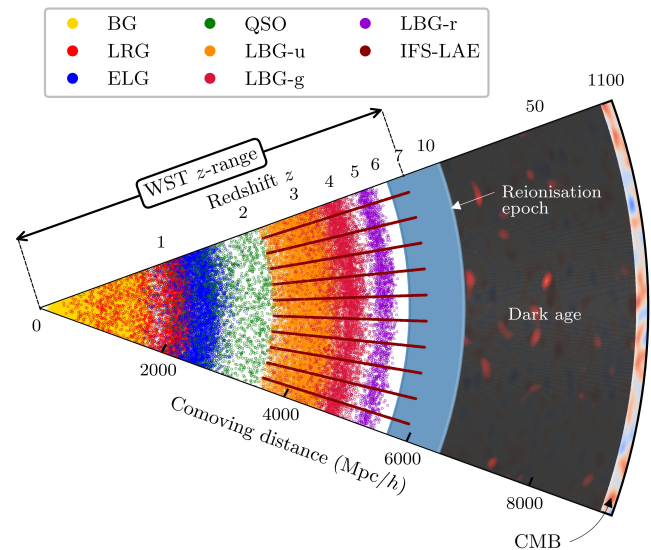 BG QSO LBG-r
LRG LBG-u IFS-LAE
ELG LBG-g
1100
50
10
7
6
5
4
3
2
1
0
WST z-range
Redshift z
Reionisation
epoch
Dark age
2000
4000
6000
8000
Comoving distance (Mpc/h)
CMB